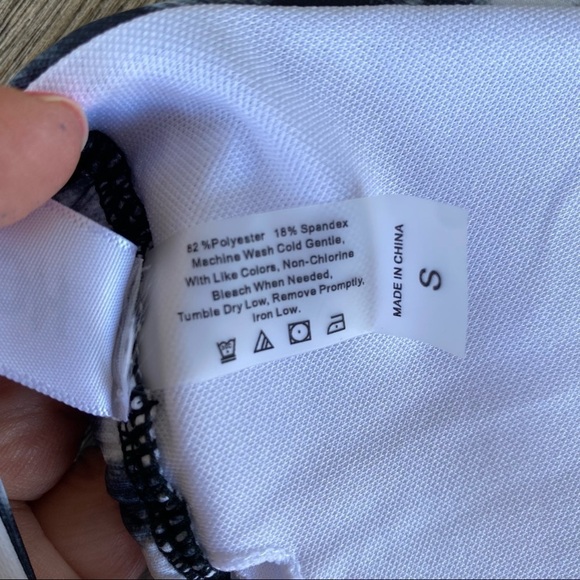 82 %Polyester 18% Spandex
Machine Wash Cold Gentle,
With Like Colors, Non-Chlorine
Bleach When Needed,
Tumble Dry Low, Remove Promptly,
Iron Low.
MADE IN CHINA
S